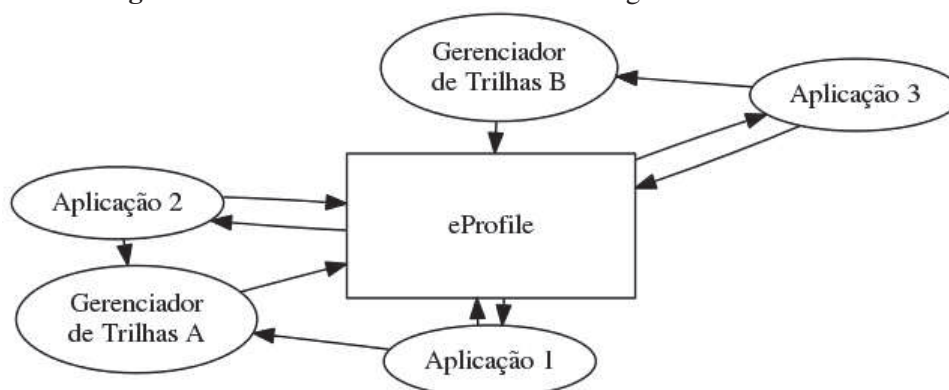 Gerenciador
de Trilhas B
Aplicação 3
Aplicação 2
eProfile
Gerenciador
de Trilhas A
Aplicação 1